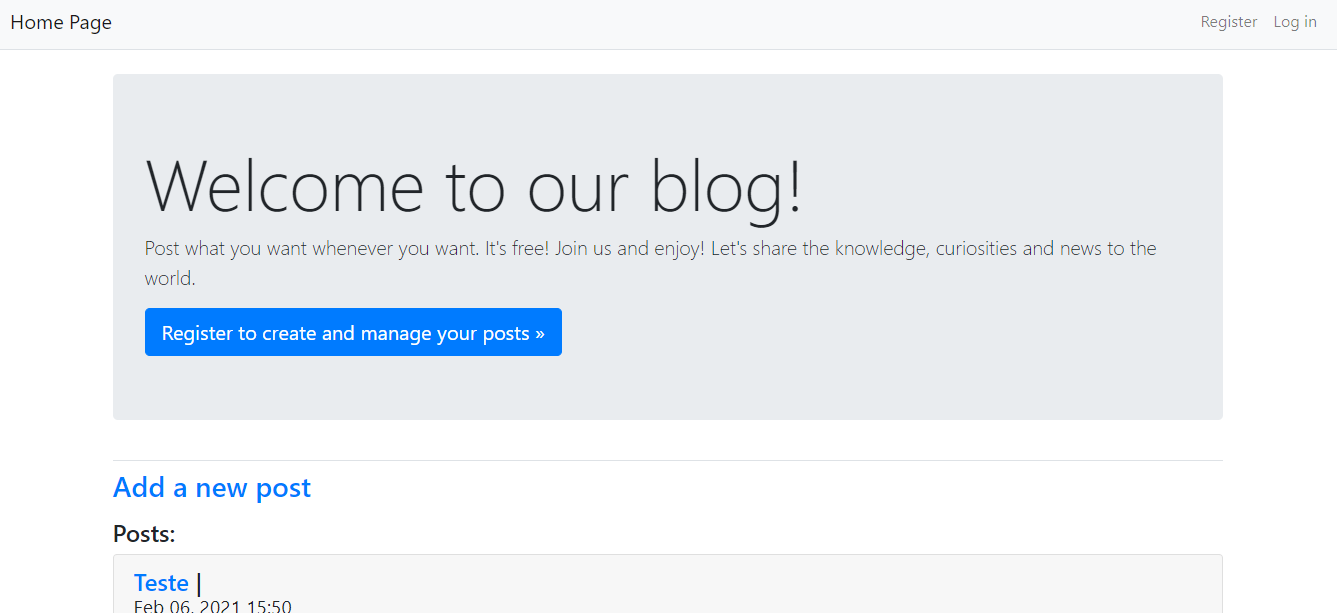 Home Page
Register Log in
Welcome to our blog!
Post what you want whenever you want. It's free! Join us and enjoy! Let's share the knowledge, curiosities and news to the
world.
Register to create and manage your posts »
Add a new post
Posts:
Teste |
Feb 06, 2021 15:50